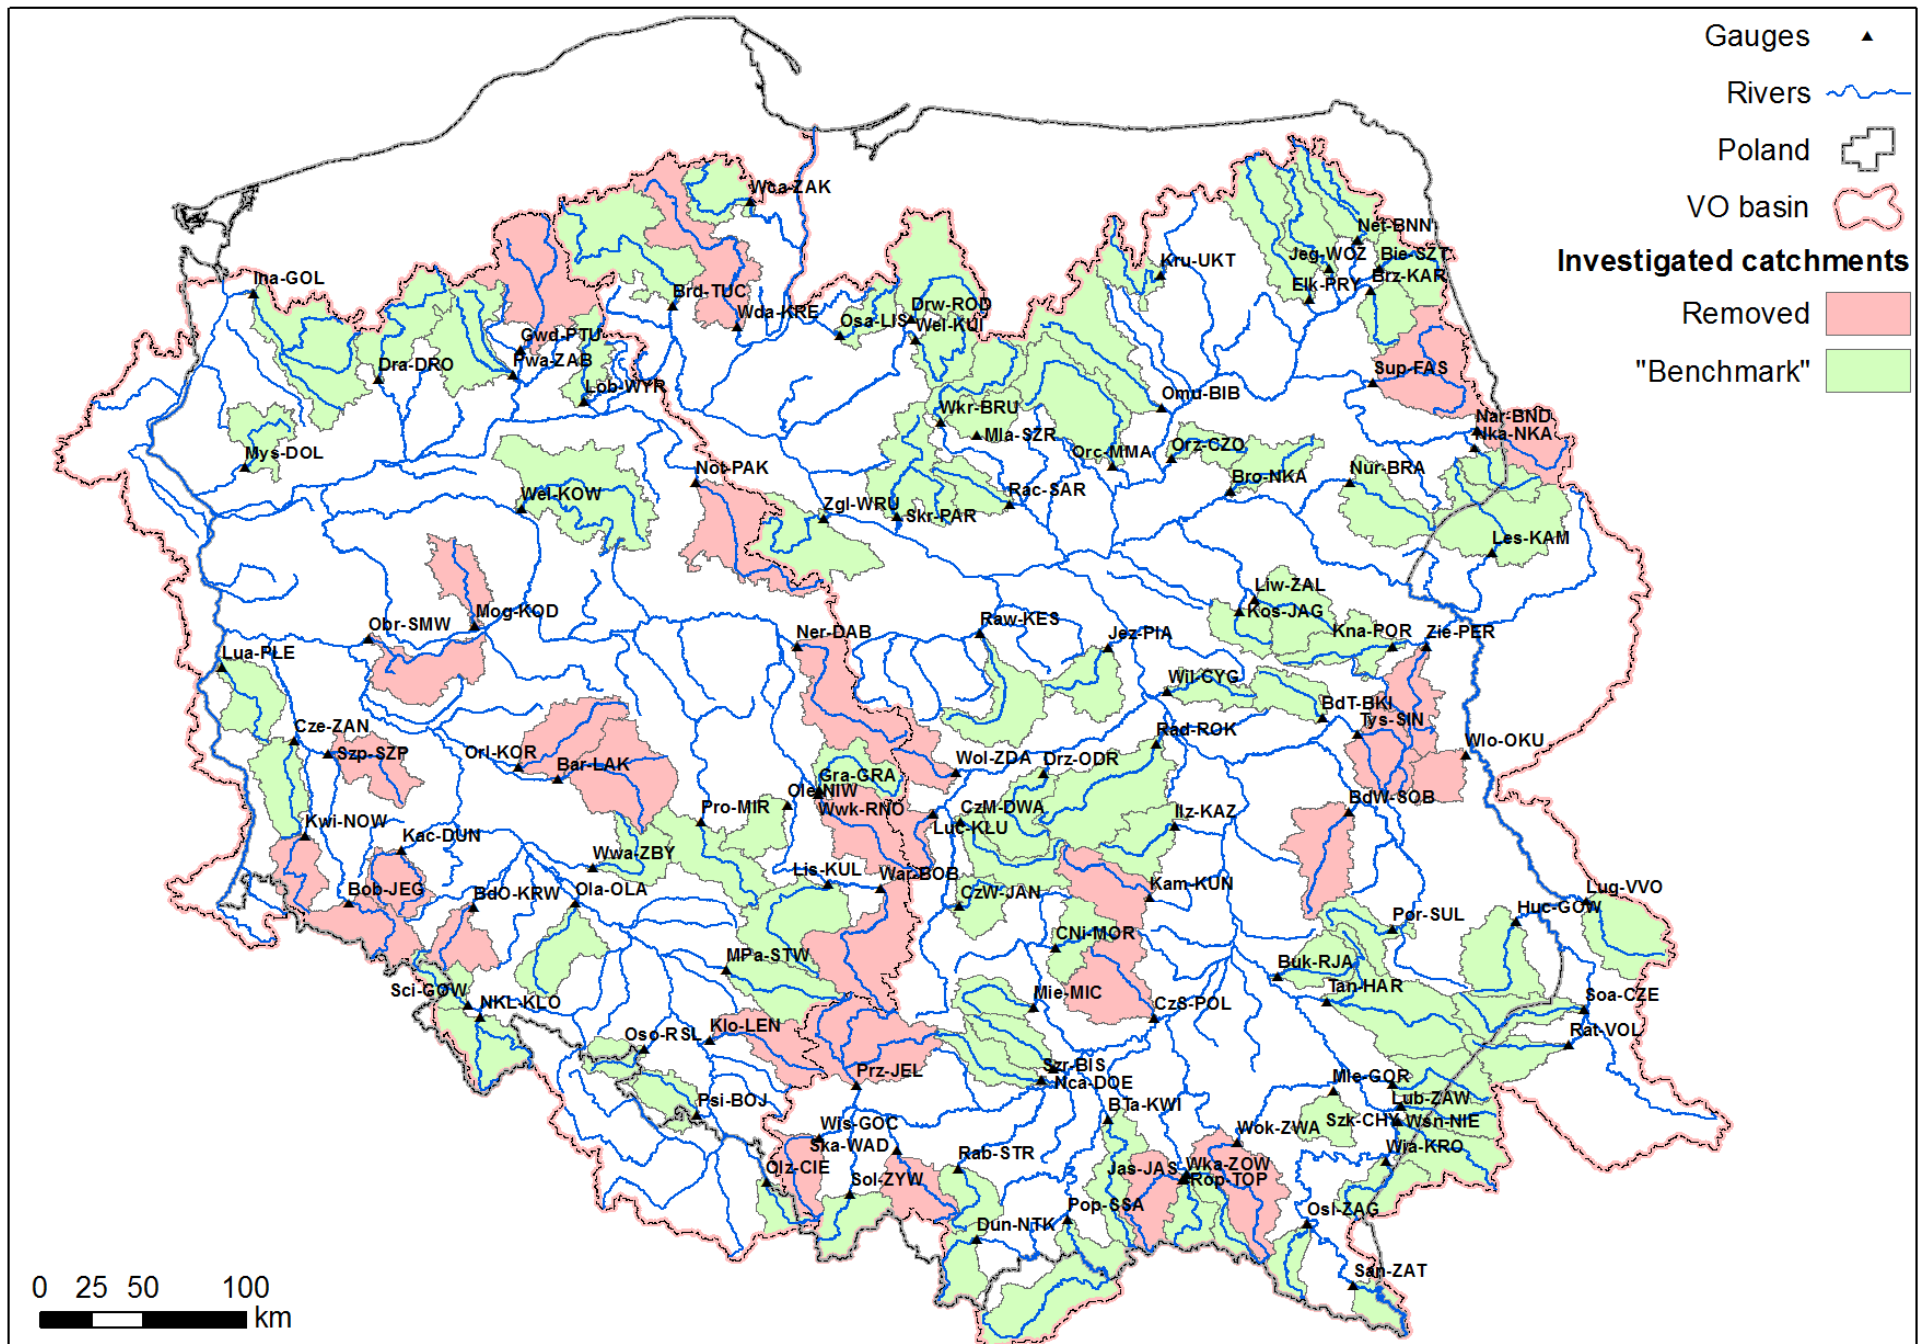 Gauges
Rivers
Poland
VO basin
Investigated catchments
Removed
"Benchmark"
Wca-ZAK
Net-BNN
Jeg-WOZ
Bie-SZT
Kru-UKT
Elk-PRY
Brz-KAR
Ina-GOL
Brd-TUC
Wda-KRE
Osa-LIS
Drw-ROD
Wel-KUI
Gwd-PTU
Pwa-ZAB
Dra-DRO
Lob-WYR
Sup-FAS
Omu-BIB
Wkr-BRU
Mla-SZR
Nar-BND
Nka-NKA
Mys-DOL
Not-PAK
Orc-MMA
Orz-CZO
Bro-NKA
Nur-BRA
Wel-KOW
Zgl-WRU
Skr-PAR
Rac-SAR
Les-KAM
Liw-ZAL
Kos-JAG
Mog-KOD
Obr-SMW
Ner-DAB
Raw-KES
Jez-PIA
Kna-POR
Zie-PER
Lua-PLE
Wil-CYG
BdT-BKI
Tys-SIN
Cze-ZAN
Szp-SZP
Orl-KOR
Bar-LAK
Rad-ROK
Wlo-OKU
Wol-ZDA
Drz-ODR
Gra-GRA
Ole-NIW
Wwk-RNO
Pro-MIR
CzM-DWA
Luc-KLU
Ilz-KAZ
BdW-SOB
Kwi-NOW
Kac-DUN
Wwa-ZBY
Lis-KUL
War-BOB
Bob-JEG
BdO-KRW
Ola-OLA
CzW-JAN
Kam-KUN
Lug-VVO
Huc-GOW
Por-SUL
CNi-MOR
MPa-STW
Buk-RJA
Tan-HAR
Sci-GOW
NKL-KLO
Mie-MIC
CzS-POL
Soa-CZE
Rat-VOL
Oso-RSL
Klo-LEN
Prz-JEL
Szr-BIS
Nca-DOE
Mle-GOR
Lub-ZAW
Psi-BOJ
BTa-KWI
Szk-CHY
Wsn-NIE
Wis-GOC
Ska-WAD
Wok-ZWA
Wia-KRO
Olz-CIE
Sol-ZYW
Rab-STR
Jas-JAS
Wka-ZOW
Rop-TOP
Dun-NTK
Pop-SSA
Osl-ZAG
San-ZAT
0 25 50 100
km